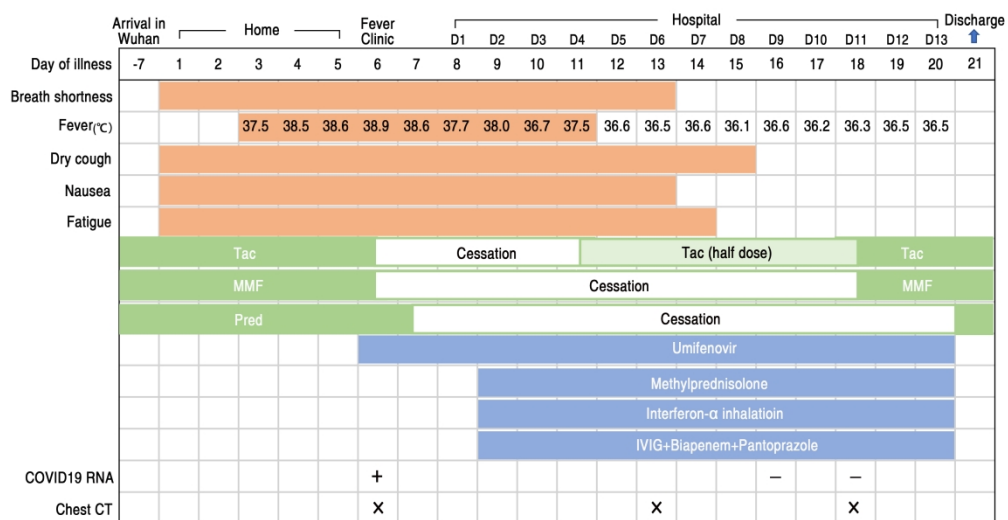 Arrival in Wuhan Home Fever Clinic Hospital Discharge
D1 D2 D3 D4 D5 D6 D7 D8 D9 D10 D11 D12 D13
Day of illness -7 1 2 3 4 5 6 7 8 9 10 11 12 13 14 15 16 17 18 19 20 21
Breath shortness
Fever(℃) 37.5 38.5 38.6 38.9 38.6 37.7 38.0 36.7 37.5 36.6 36.5 36.6 36.1 36.6 36.2 36.3 36.5 36.5
Dry cough
Nausea
Fatigue
Tac Cessation Tac (half dose) Tac
MMF Cessation MMF
Pred Cessation
Umifenovir
Methylprednisolone
Interferon-α inhalatioin
IVIG+Biapenem+Pantoprazole
COVID19 RNA + − −
Chest CT × × ×